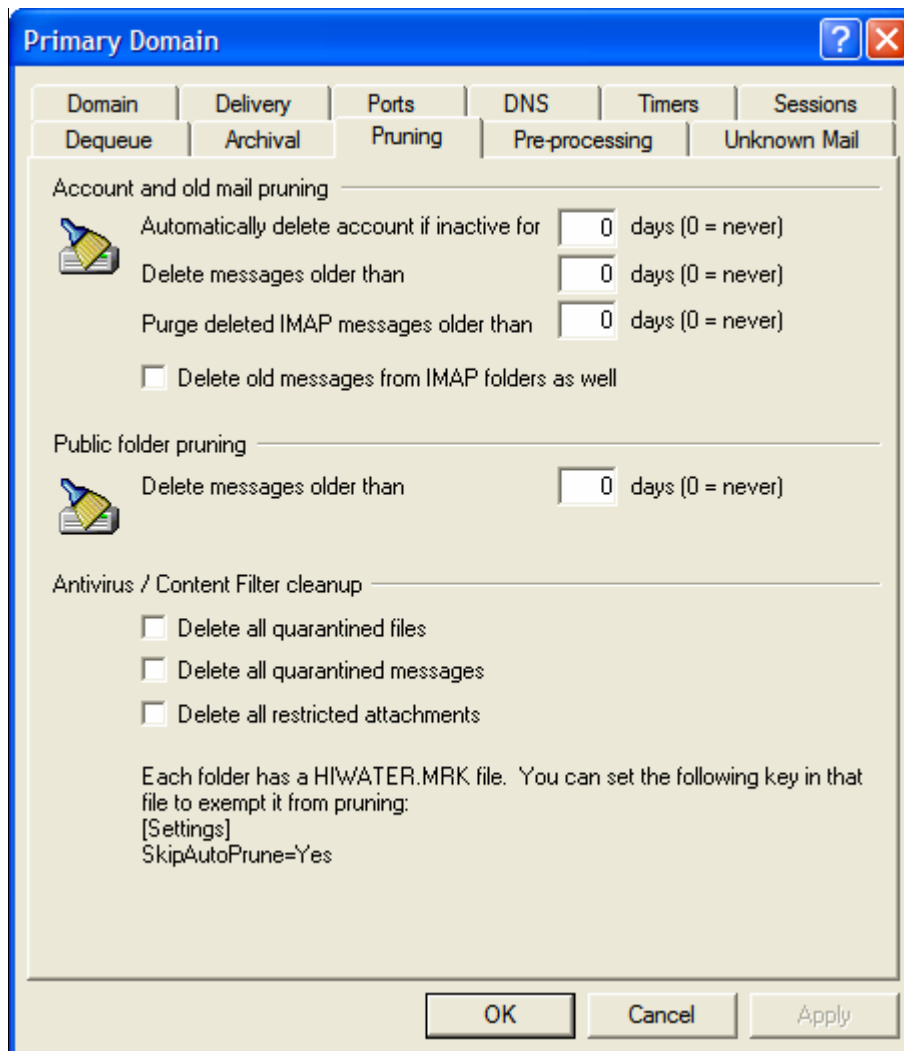 Primary Domain
Domain Delivery Ports DNS Timers Sessions
Dequeue Archival Pruning Pre-processing Unknown Mail
Account and old mail pruning
Automatically delete account if inactive for 0 days (0 = never)
Delete messages older than 0 days (0 = never)
Purge deleted IMAP messages older than 0 days (0 = never)
Delete old messages from IMAP folders as well
Public folder pruning
Delete messages older than 0 days (0 = never)
Antivirus / Content Filter cleanup
Delete all quarantined files
Delete all quarantined messages
Delete all restricted attachments
Each folder has a HIWATER.MRK file.  You can set the following key in that
file to exempt it from pruning:
[Settings]
SkipAutoPrune=Yes
OK Cancel Apply